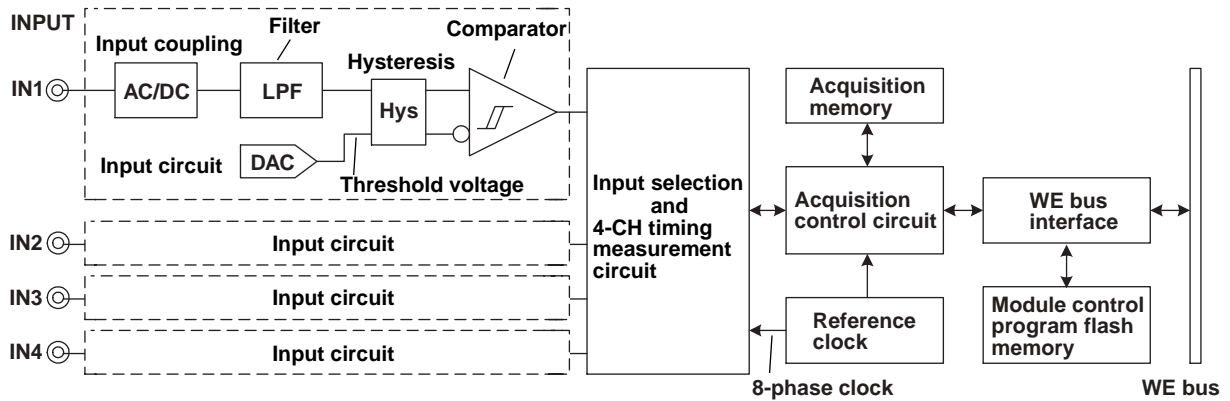 INPUT
Filter
Comparator
Input coupling
Hysteresis
IN1
AC/DC
LPF
Hys
DAC
Input circuit
Threshold voltage
IN2
Input circuit
IN3
Input circuit
IN4
Input circuit
Input selection
and
4-CH timing
measurement
circuit
Acquisition
memory
Acquisition
control circuit
Reference
clock
8-phase clock
WE bus
interface
Module control
program flash
memory
WE bus